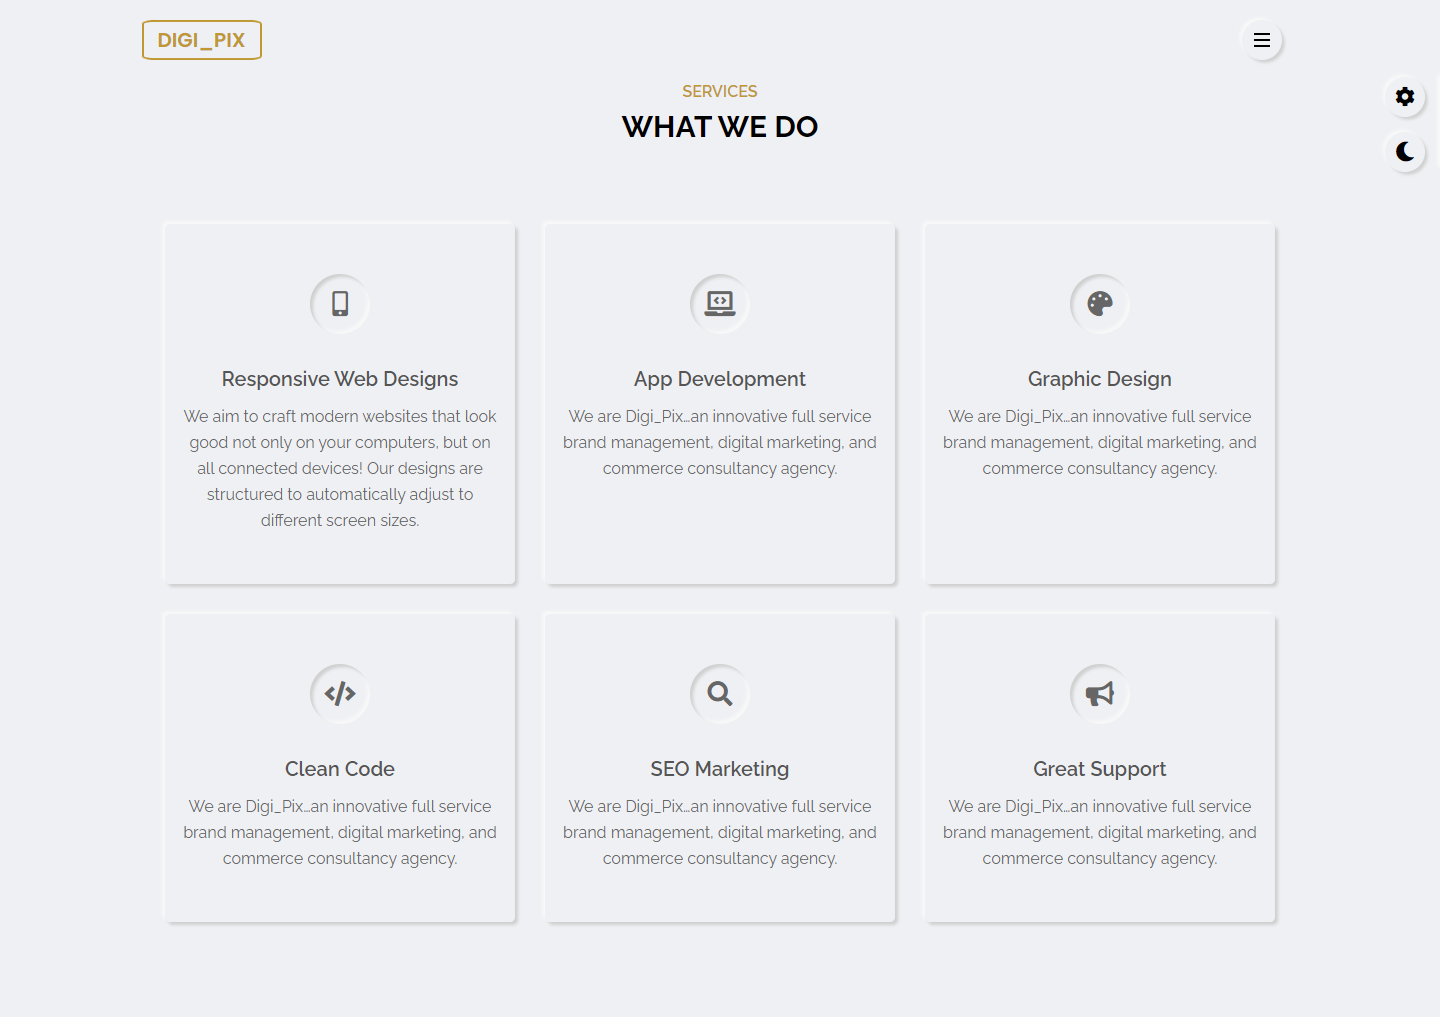 DIGI_PIX
SERVICES
WHAT WE DO
Responsive Web Designs
We aim to craft modern websites that look
good not only on your computers, but on
all connected devices! Our designs are
structured to automatically adjust to
different screen sizes.
App Development
We are Digi_Pix...an innovative full service
brand management, digital marketing, and
commerce consultancy agency.
Graphic Design
We are Digi_Pix...an innovative full service
brand management, digital marketing, and
commerce consultancy agency.
Clean Code
We are Digi_Pix...an innovative full service
brand management, digital marketing, and
commerce consultancy agency.
SEO Marketing
We are Digi_Pix...an innovative full service
brand management, digital marketing, and
commerce consultancy agency.
Great Support
We are Digi_Pix...an innovative full service
brand management, digital marketing, and
commerce consultancy agency.